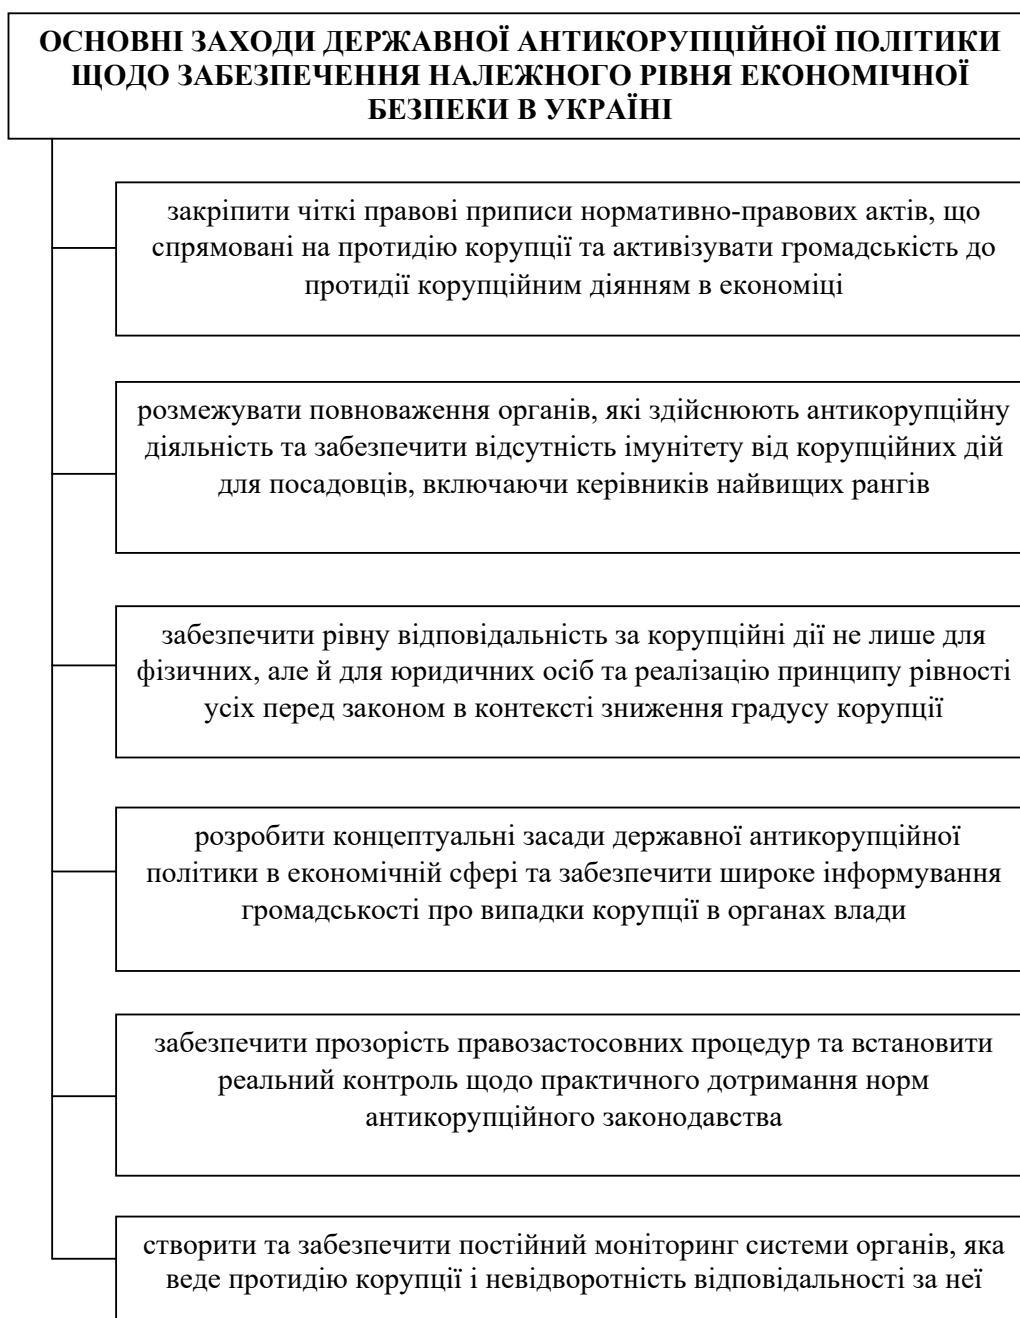 ОСНОВНІ ЗАХОДИ ДЕРЖАВНОЇ АНТИКОРУПЦІЙНОЇ ПОЛІТИКИ
ЩОДО ЗАБЕЗПЕЧЕННЯ НАЛЕЖНОГО РІВНЯ ЕКОНОМІЧНОЇ
БЕЗПЕКИ В УКРАЇНІ
закріпити чіткі правові приписи нормативно-правових актів, що
спрямовані на протидію корупції та активізувати громадськість до
протидії корупційним діянням в економіці
розмежувати повноваження органів, які здійснюють антикорупційну
діяльність та забезпечити відсутність імунітету від корупційних дій
для посадовців, включаючи керівників найвищих рангів
забезпечити рівну відповідальність за корупційні дії не лише для
фізичних, але й для юридичних осіб та реалізацію принципу рівності
усіх перед законом в контексті зниження градусу корупції
розробити концептуальні засади державної антикорупційної
політики в економічній сфері та забезпечити широке інформування
громадськості про випадки корупції в органах влади
забезпечити прозорість правозастосовних процедур та встановити
реальний контроль щодо практичного дотримання норм
антикорупційного законодавства
створити та забезпечити постійний моніторинг системи органів, яка
веде протидію корупції і невідворотність відповідальності за неї